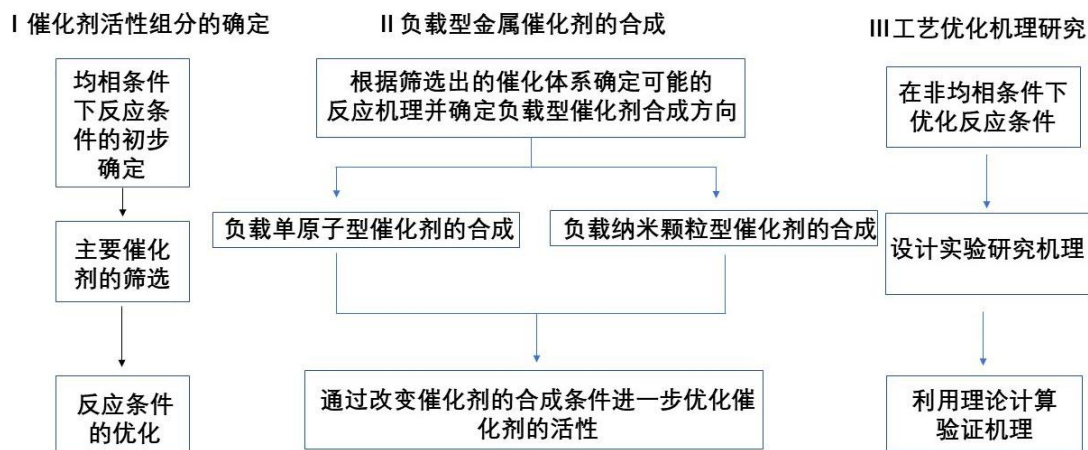 Ⅰ 催化剂活性组分的确定
均相条件
下反应条
件的初步
确定
主要催化
剂的筛选
反应条件
的优化
Ⅱ 负载型金属催化剂的合成
根据筛选出的催化体系确定可能的
反应机理并确定负载型催化剂合成方向
负载单原子型催化剂的合成
负载纳米颗粒型催化剂的合成
通过改变催化剂的合成条件进一步优化催
化剂的活性
Ⅲ工艺优化机理研究
在非均相条件下
优化反应条件
设计实验研究机理
利用理论计算
验证机理